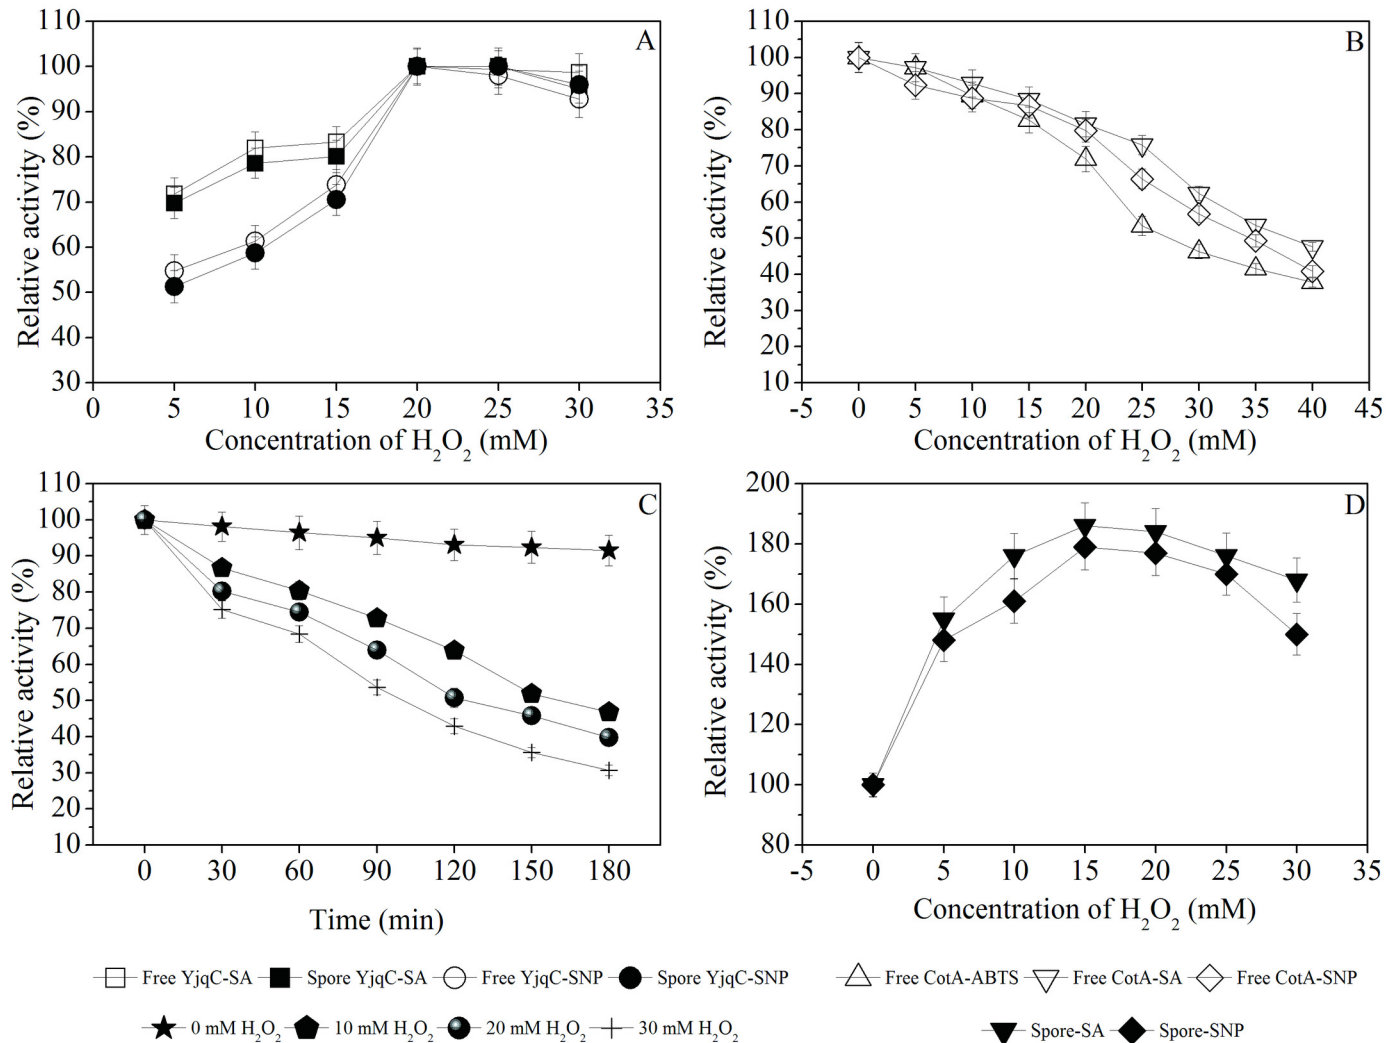 A
Relative activity (%)
110
100
90
80
70
60
50
40
30
0 5 10 15 20 25 30 35
Concentration of H₂O₂ (mM)
B
Relative activity (%)
110
100
90
80
70
60
50
40
30
20
10
-5 0 5 10 15 20 25 30 35 40 45
Concentration of H₂O₂ (mM)
C
Relative activity (%)
110
100
90
80
70
60
50
40
30
20
10
0 30 60 90 120 150 180
Time (min)
D
Relative activity (%)
200
180
160
140
120
100
80
-5 0 5 10 15 20 25 30 35
Concentration of H₂O₂ (mM)
Free YjqC-SA Spore YjqC-SA Free YjqC-SNP Spore YjqC-SNP
0 mM H₂O₂ 10 mM H₂O₂ 20 mM H₂O₂ 30 mM H₂O₂
Free CotA-ABTS Free CotA-SA Free CotA-SNP
Spore-SA Spore-SNP